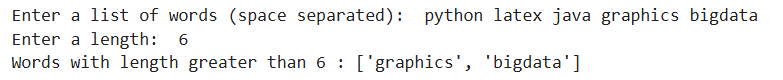 Enter a list of words (space separated):  python latex java graphics bigdata
Enter a length:  6
Words with length greater than 6 : ['graphics', 'bigdata']